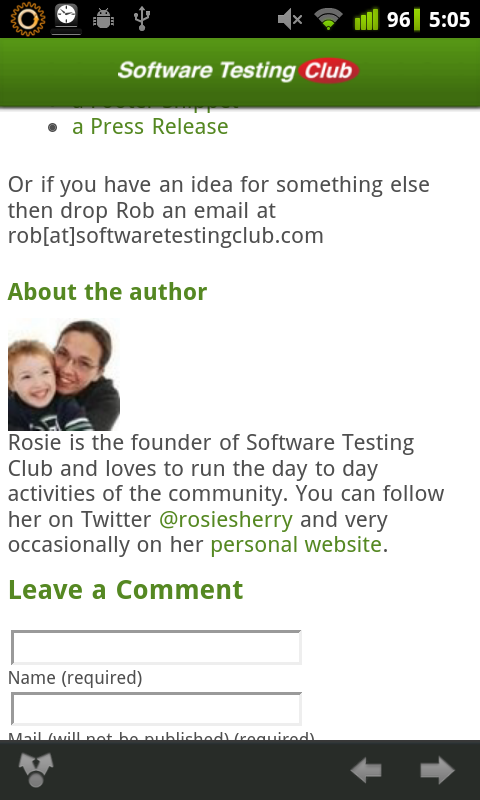 96 5:05
Software Testing Club
a Poster Snippet
a Press Release
Or if you have an idea for something else
then drop Rob an email at
rob[at]softwaretestingclub.com
About the author
Rosie is the founder of Software Testing
Club and loves to run the day to day
activities of the community. You can follow
her on Twitter @rosiesherry and very
occasionally on her personal website.
Leave a Comment
Name (required)
Mail (will not be published) (required)